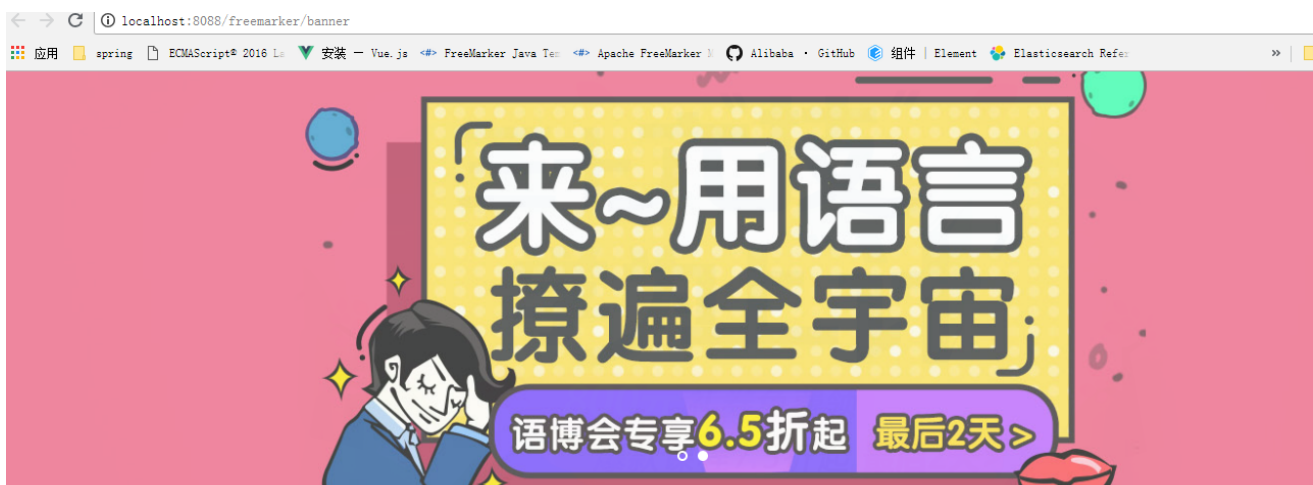 localhost:8088/freemarker/banner
应用 spring ECMAScript® 2016 La 安装 — Vue.js FreeMarker Java Tem Apache FreeMarker Alibaba · GitHub 组件 | Element Elasticsearch Refer »
来~用语言
撩遍全宇宙
语博会专享6.5折起 最后2天 >